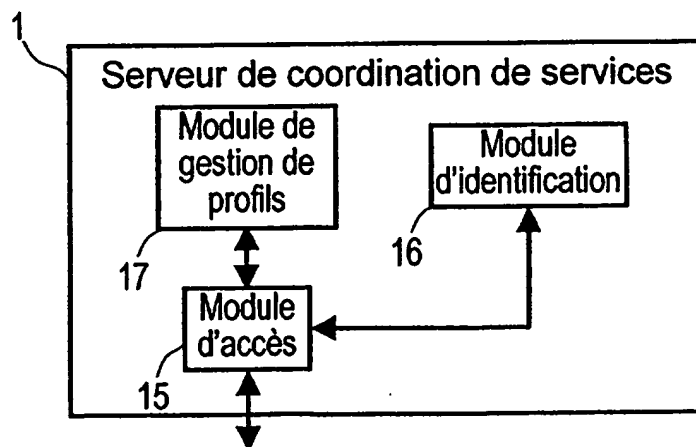 1
Serveur de coordination de services
Module de
gestion de
profils
Module
d'identification
17
16
Module
d'accès
15